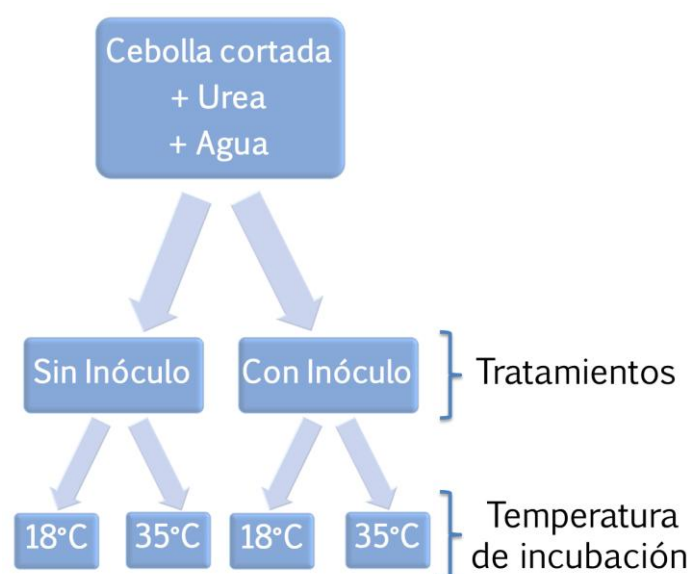 Cebolla cortada
+ Urea
+ Agua
Sin Inóculo
Con Inóculo
Tratamientos
18°C
35°C
18°C
35°C
Temperatura
de incubación